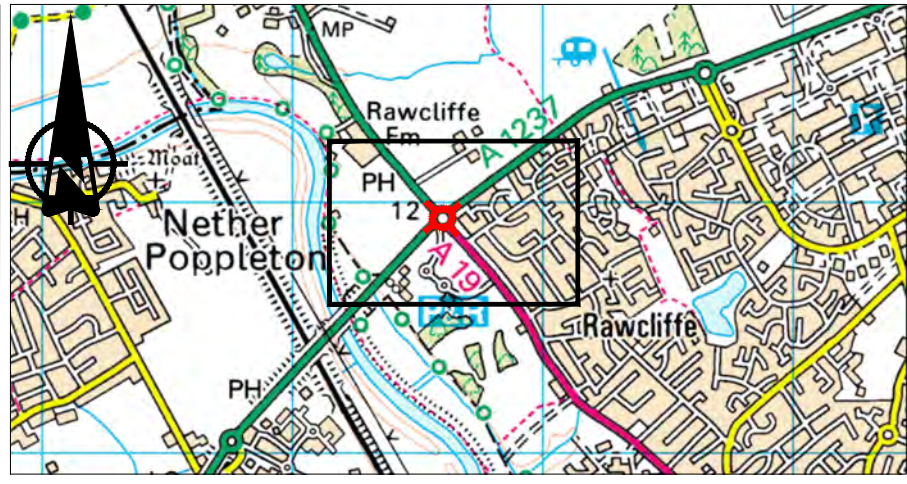 MP
Rawcliffe
Fm
A 1237
Moat
PH
12
H
Nether
Poppleton
A 19
Rawcliffe
PH